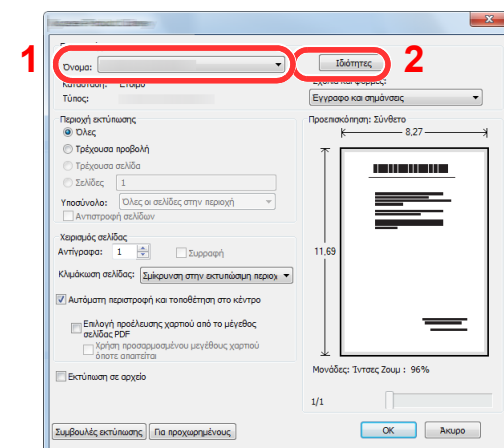 1
2
Όνομα:
Ιδιότητες
Κατάσταση: Έτοιμο
Σχόλια και φόρμες:
Τύπος:
Έγγραφο και σημάνσεις
Περιοχή εκτύπωσης
Όλες
Τρέχουσα προβολή
Τρέχουσα σελίδα
Σελίδες 1
Υποσύνολο: Όλες οι σελίδες στην περιοχή
Αντιστροφή σελίδων
Χειρισμός σελίδας
Αντίγραφα: 1
Συρραφή
Κλιμάκωση σελίδας: Σμίκρυνση στην εκτυπώσιμη περιοχ
Αυτόματη περιστροφή και τοποθέτηση στο κέντρο
Επιλογή προέλευσης χαρτιού από το μέγεθος
σελίδας PDF
Χρήση προσαρμοσμένου μεγέθους χαρτιού
όποτε απαιτείται
Εκτύπωση σε αρχείο
Προεπισκόπηση: Σύνθετο
8,27
11,69
Μονάδες: Ίντσες Ζουμ : 96%
1/1
Συμβουλές εκτύπωσης
Για προχωρημένους
OK
Άκυρο